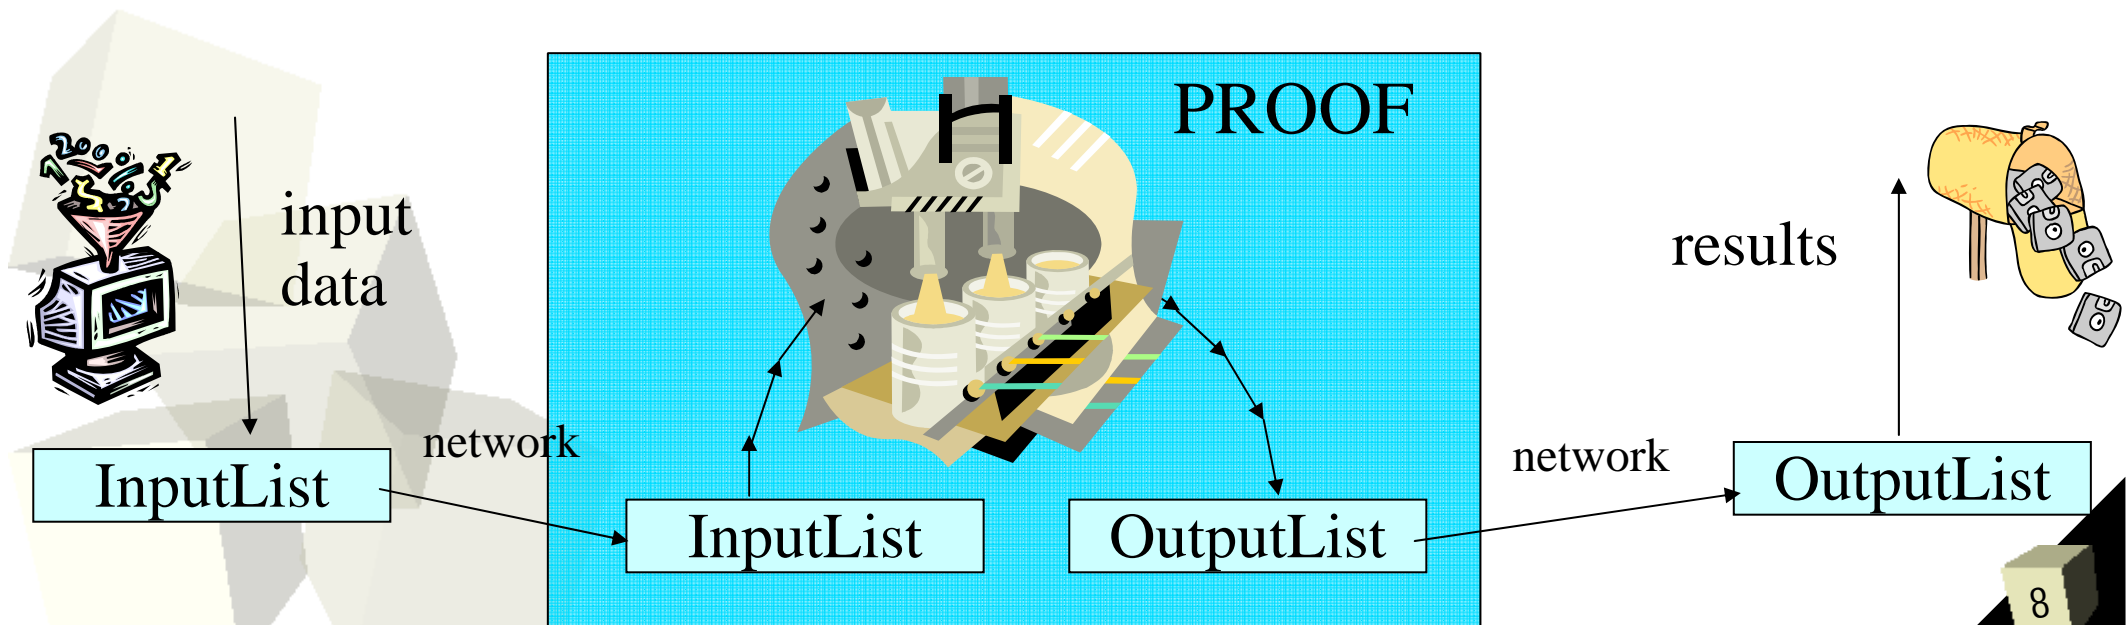 PROOF
input
data
results
network
network
InputList
InputList
OutputList
OutputList
8